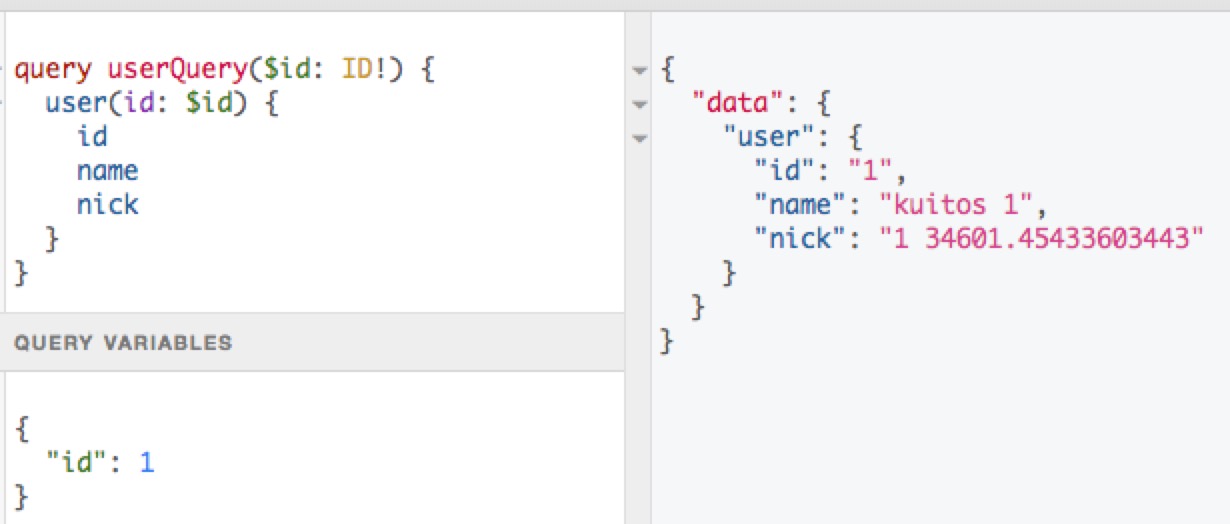 query userQuery($id: ID!) {
  user(id: $id) {
    id
    name
    nick
  }
}
QUERY VARIABLES
{
  "id": 1
}
{
  "data": {
    "user": {
      "id": "1",
      "name": "kuitos 1",
      "nick": "1 34601.45433603443"
    }
  }
}